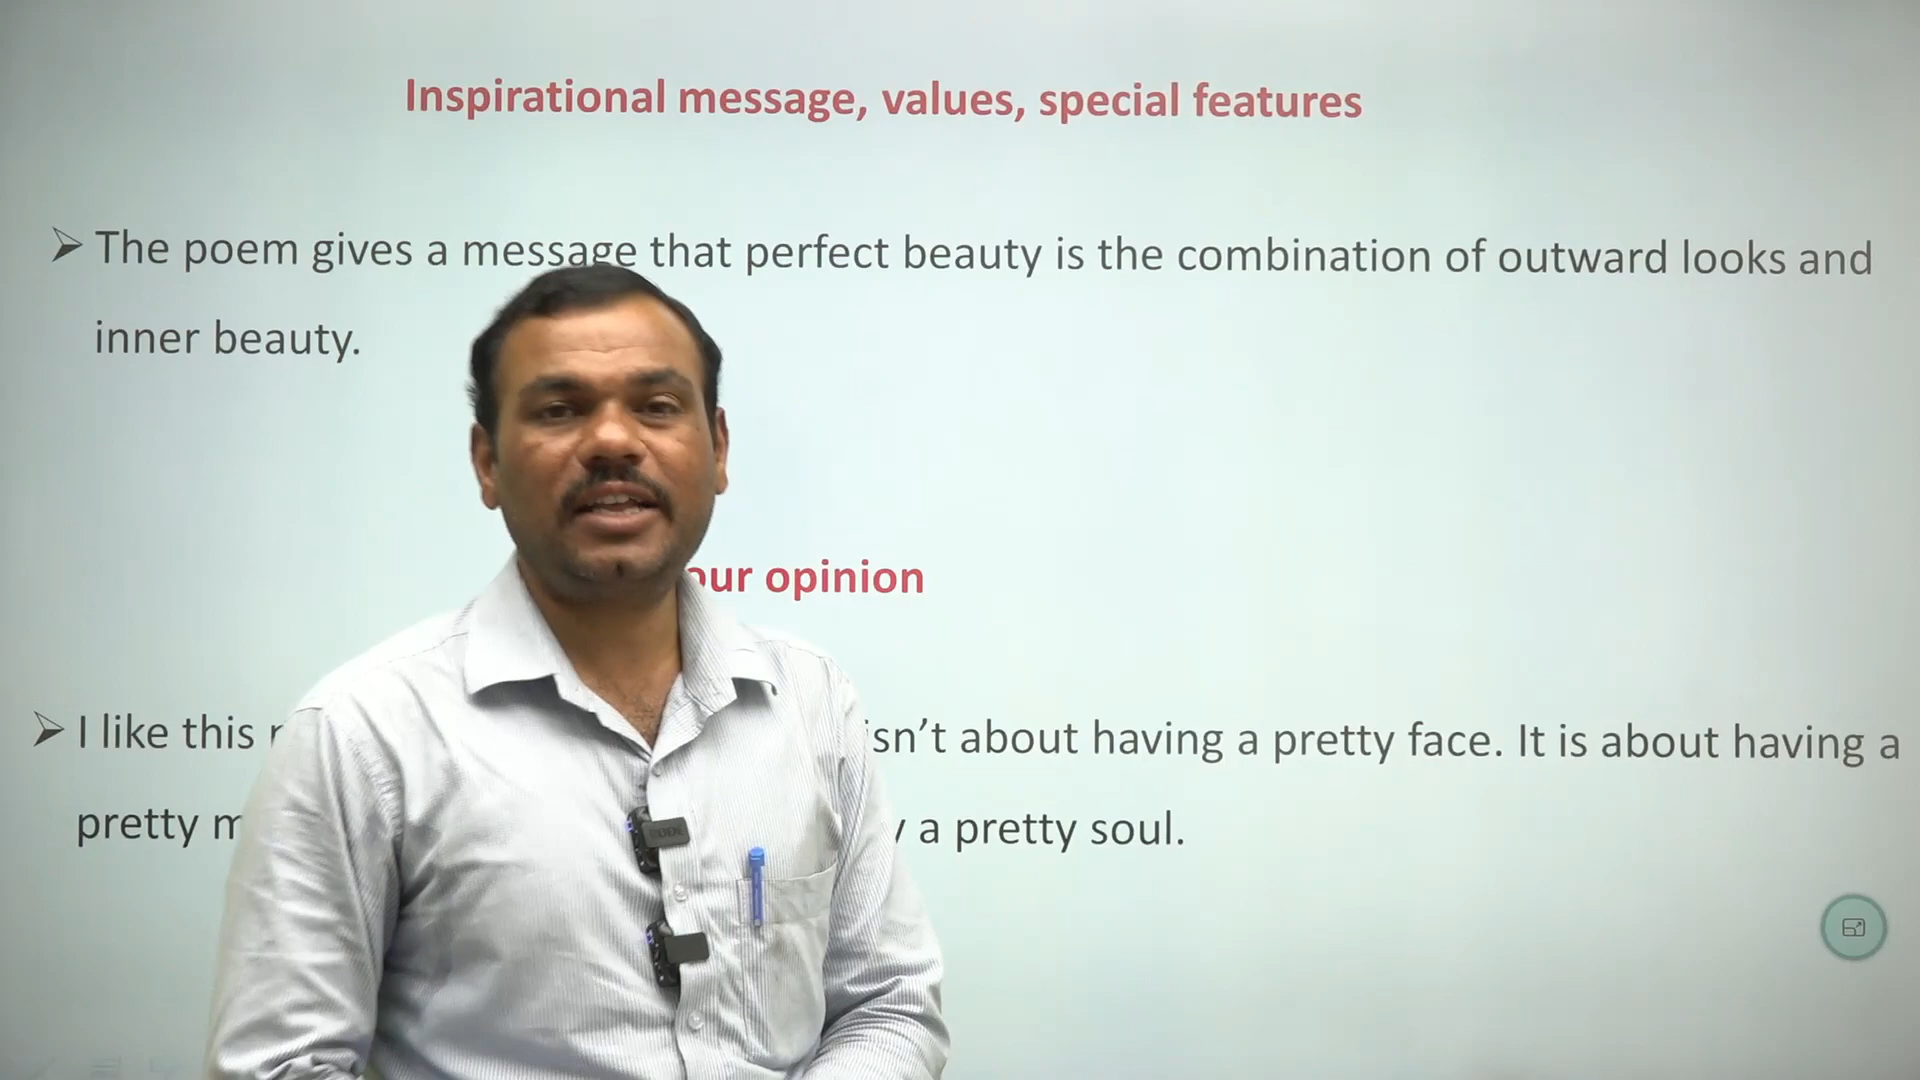 Inspirational message, values, special features
The poem gives a message that perfect beauty is the combination of outward looks and
inner beauty.
opinion
I like this isn't about having a pretty face. It is about having a
pretty a pretty soul.
RODE